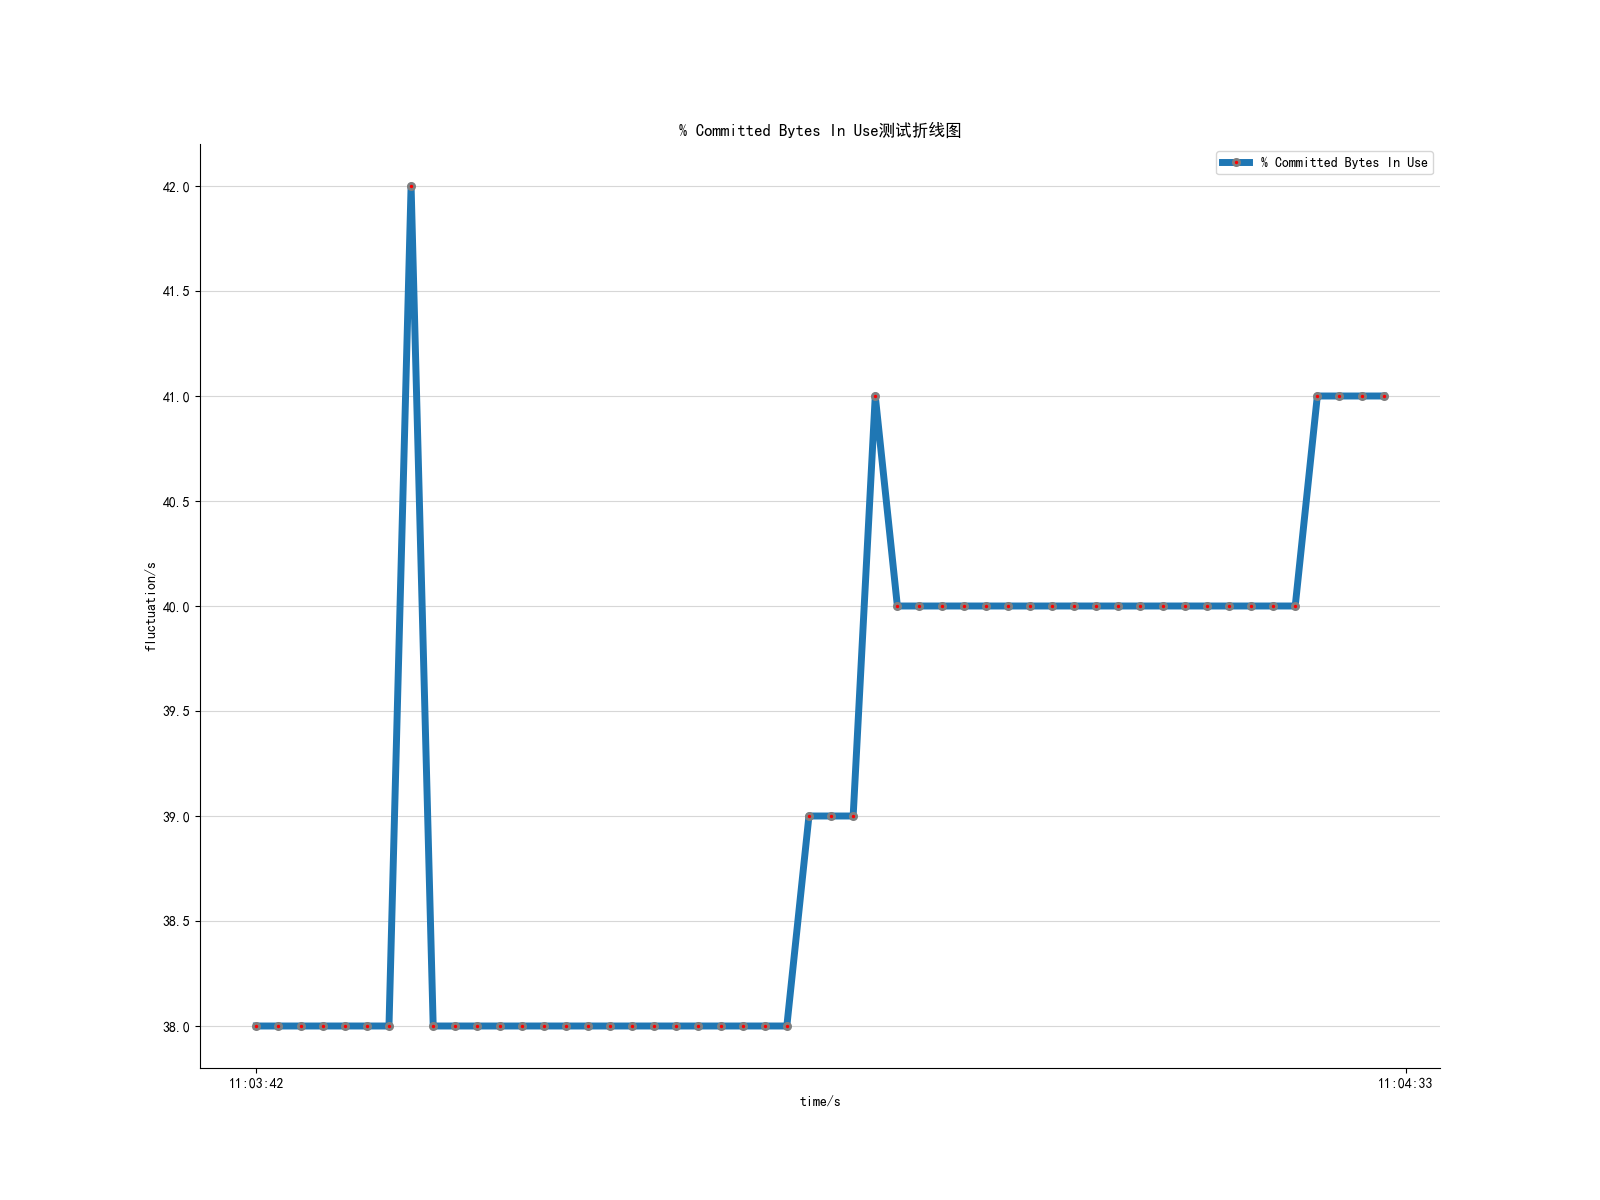 % Committed Bytes In Use测试折线图
% Committed Bytes In Use
42.0
41.5
41.0
40.5
40.0
39.5
39.0
38.5
38.0
fluctuation/s
11:03:42
11:04:33
time/s